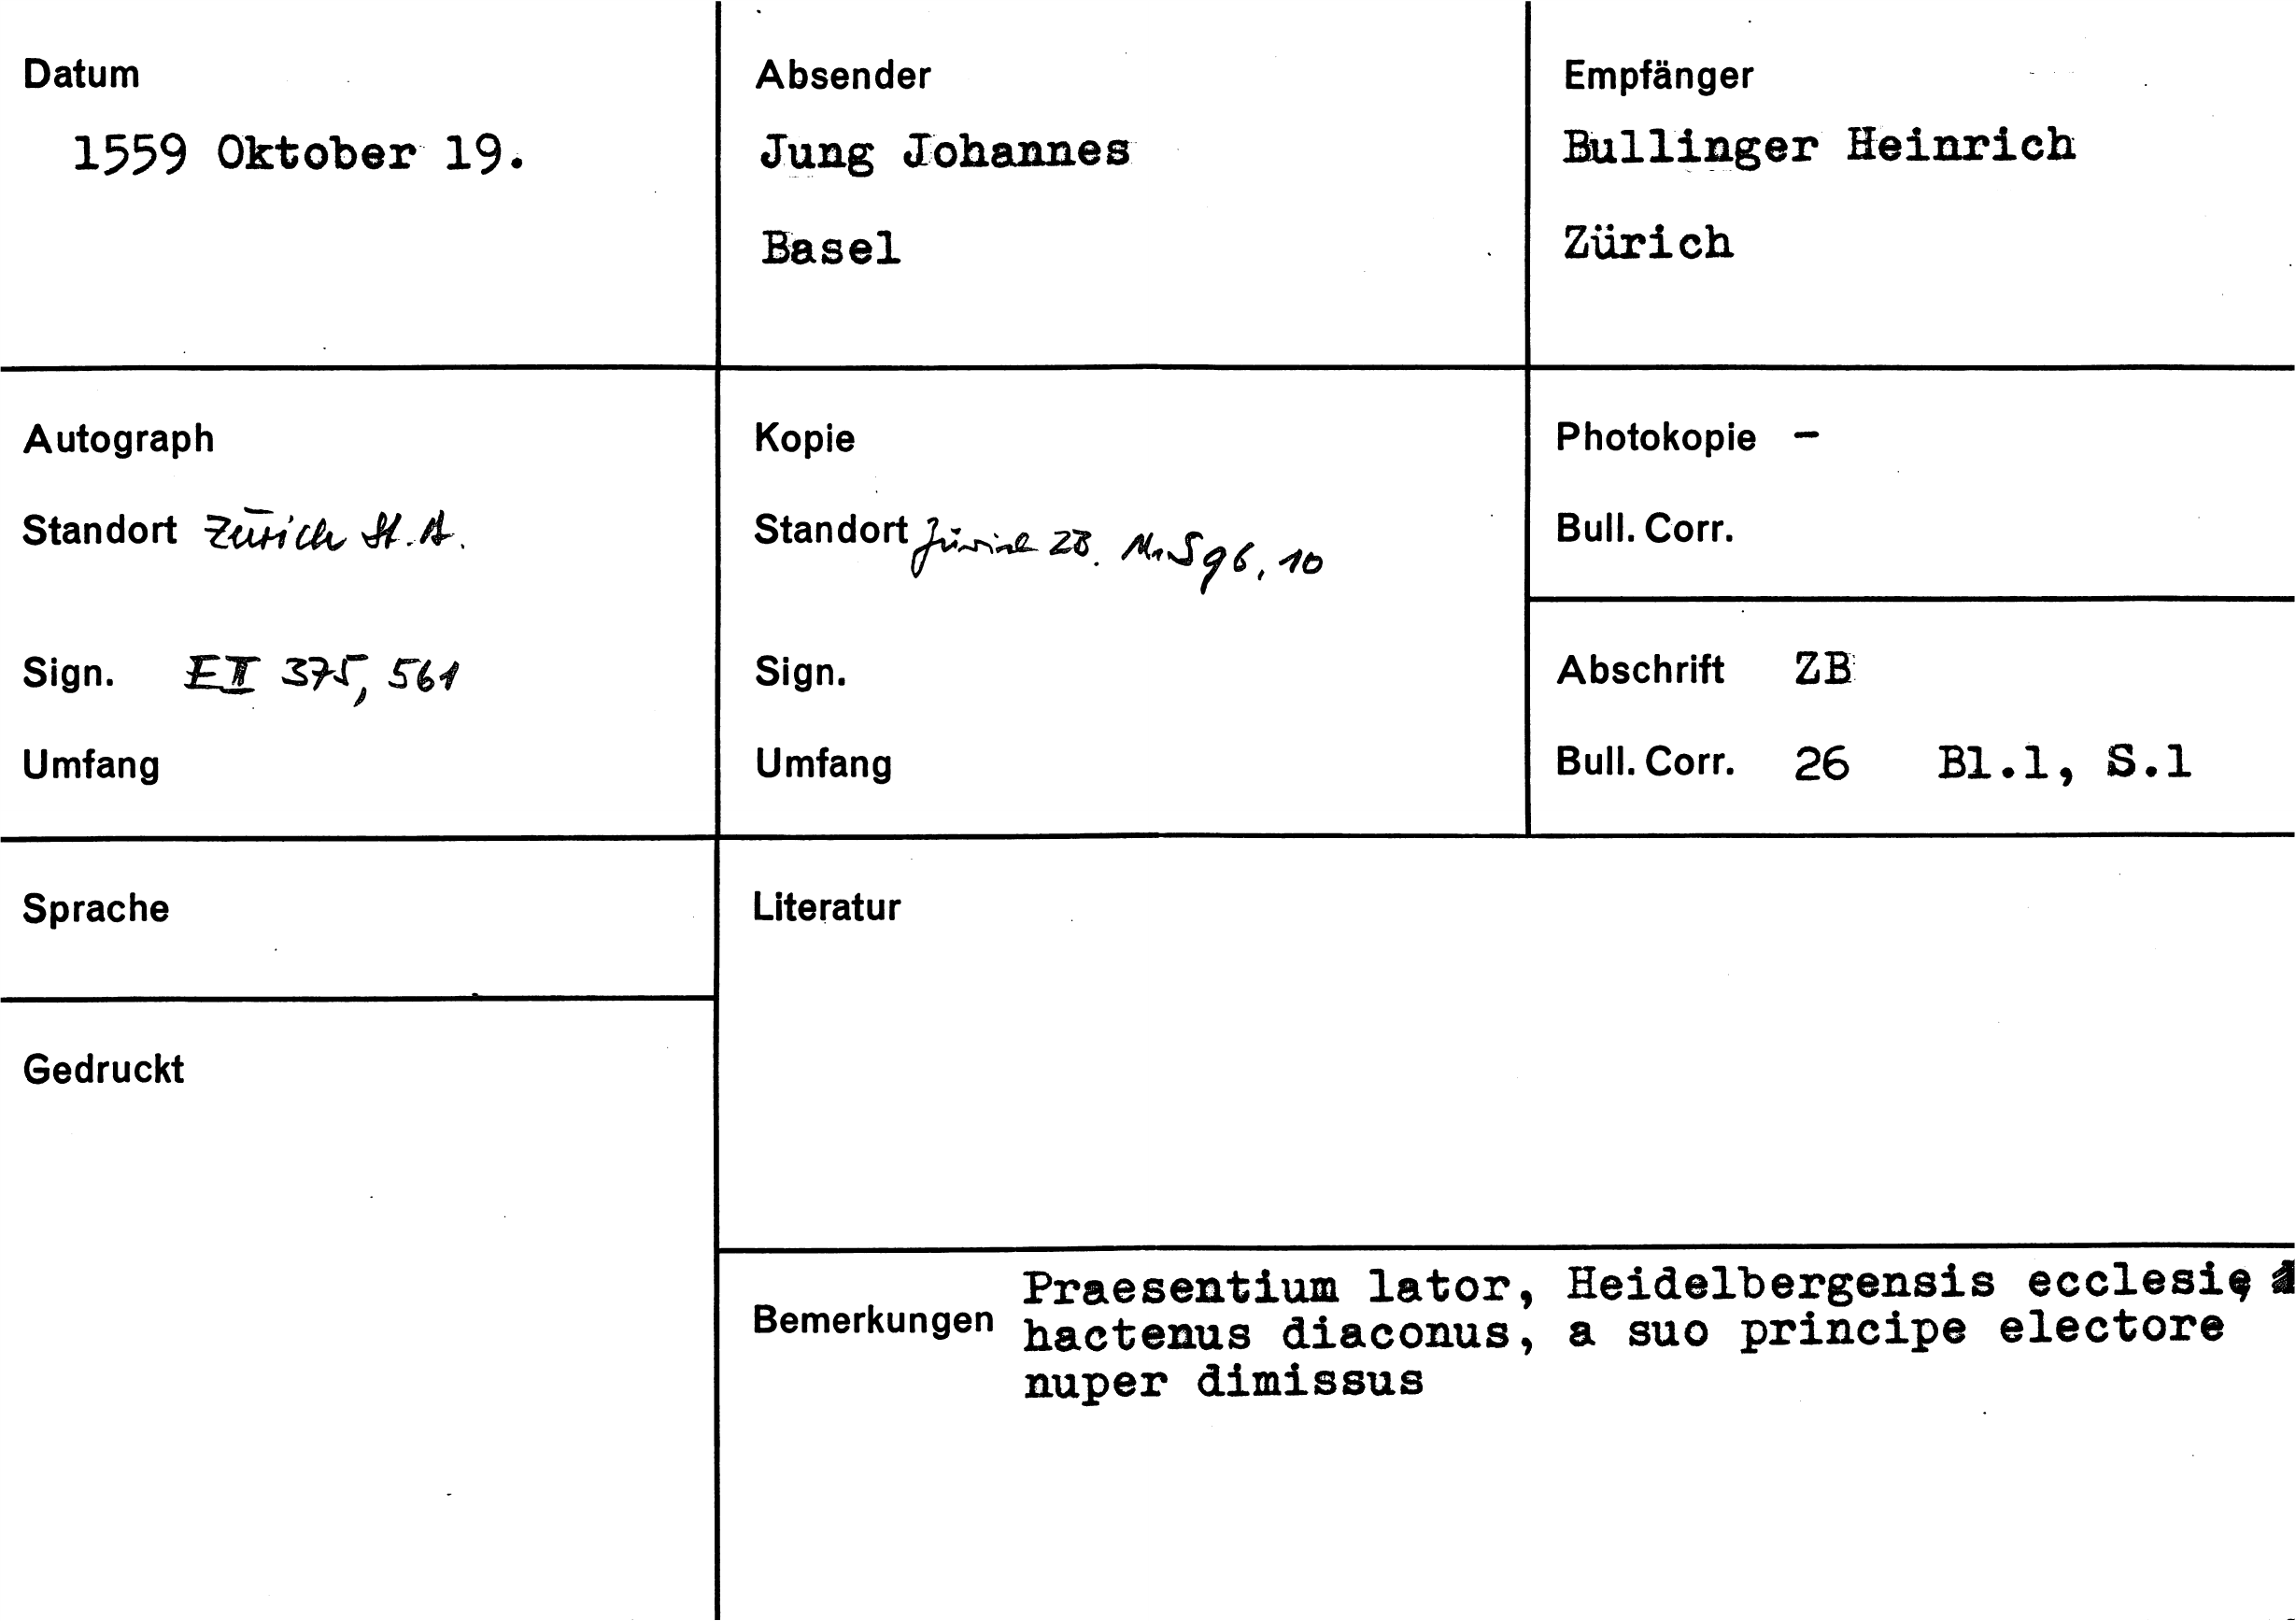 Datum
1559 Oktober 19.
Absender
Jung Johannes
Basel
Empfänger
Bullinger Heinrich
Zürich
Autograph
Standort Zürich St.A.
Sign. EII 375, 561
Umfang
Kopie
Standort Zürich ZB. Ms S 96, 10
Sign.
Umfang
Photokopie -
Bull. Corr.
Abschrift ZB
Bull. Corr. 26 Bl.1, S.1
Sprache
Literatur
Gedruckt
Bemerkungen
Praesentium lator, Heidelbergensis ecclesię
hactenus diaconus, a suo principe electore
nuper dimissus